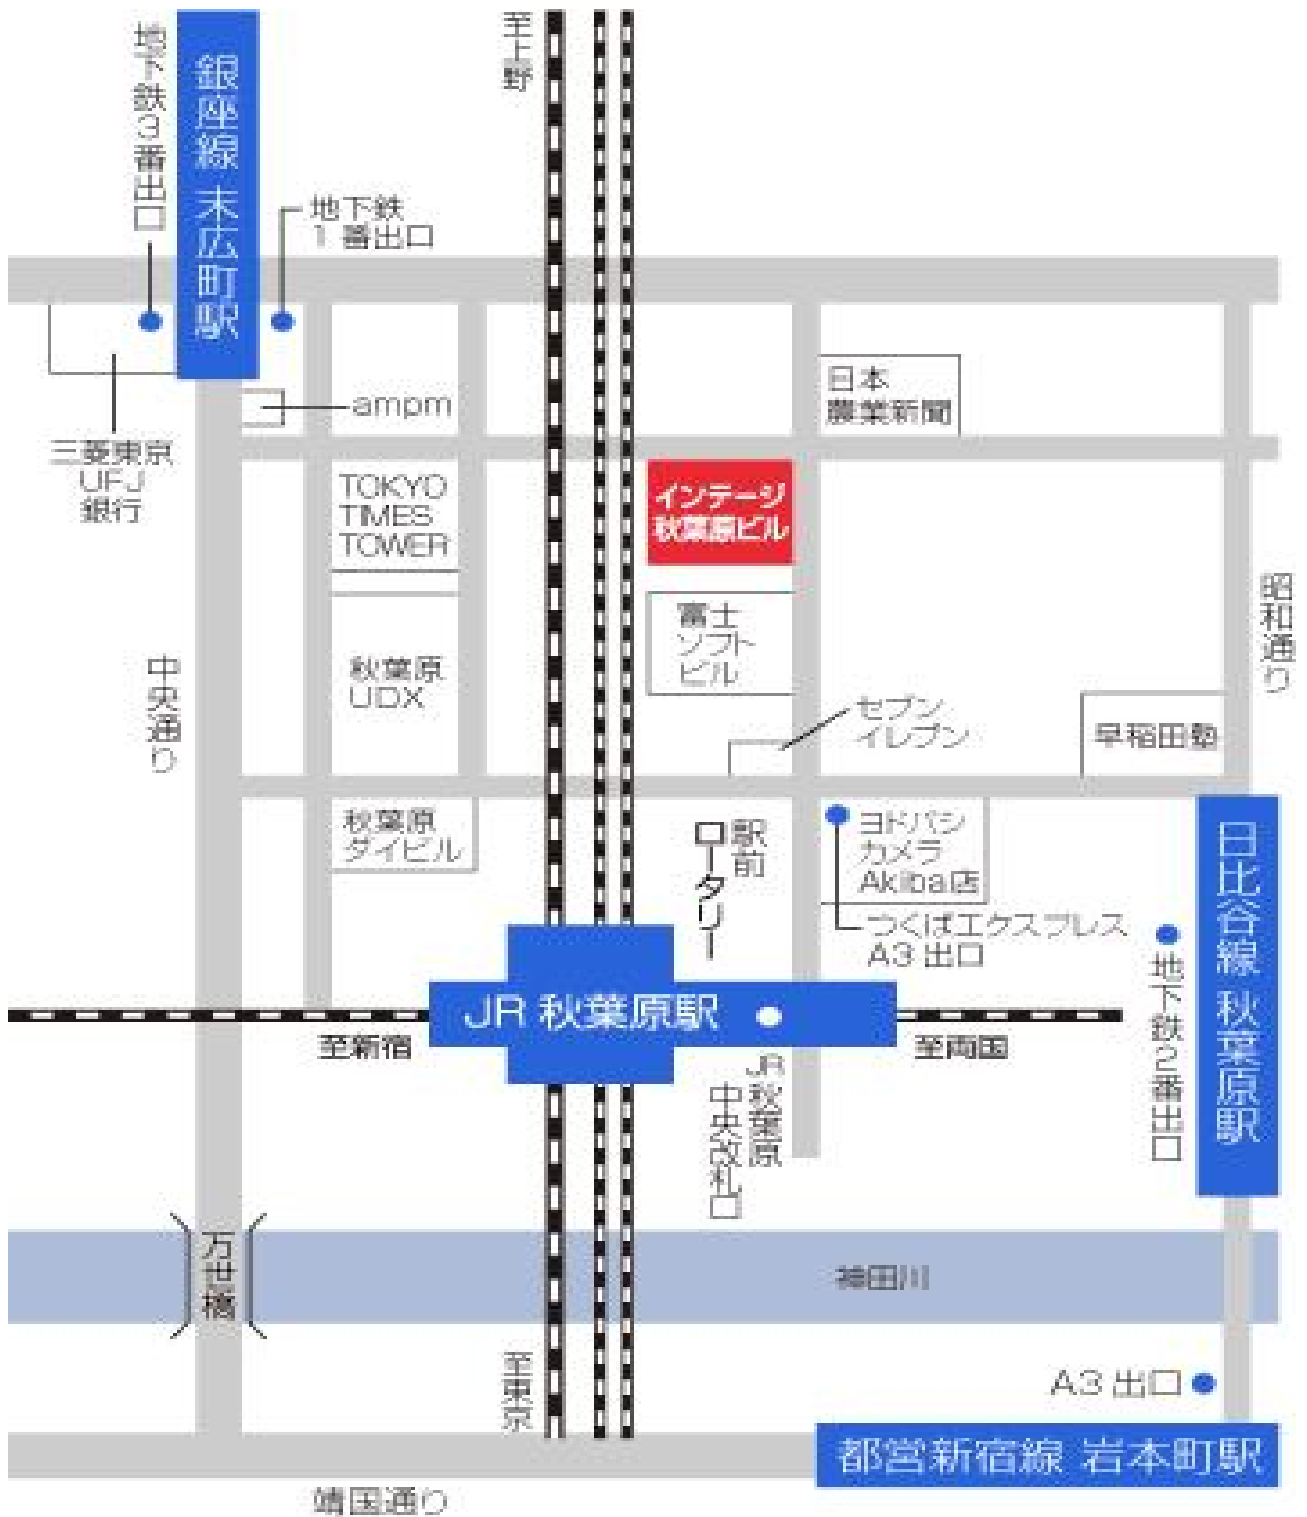 地下鉄3番出口
銀座線 末広町駅
至上野
地下鉄
1番出口
三菱東京
UFJ
銀行
ampm
日本
農業新聞
TOKYO
TIMES
TOWER
インテージ
秋葉原ビル
富士
ソフト
ビル
秋葉原
UDX
中央通り
昭和通り
セブン
イレブン
早稲田塾
秋葉原
ダイビル
駅前
ロータリー
ヨドバシ
カメラ
Akiba店
つくばエクスプレス
A3 出口
日比谷線 秋葉原駅
地下鉄2番出口
JR 秋葉原駅
至新宿
至両国
JR秋葉原
中央改札口
万世橋
神田川
至東京
A3 出口
都営新宿線 岩本町駅
靖国通り